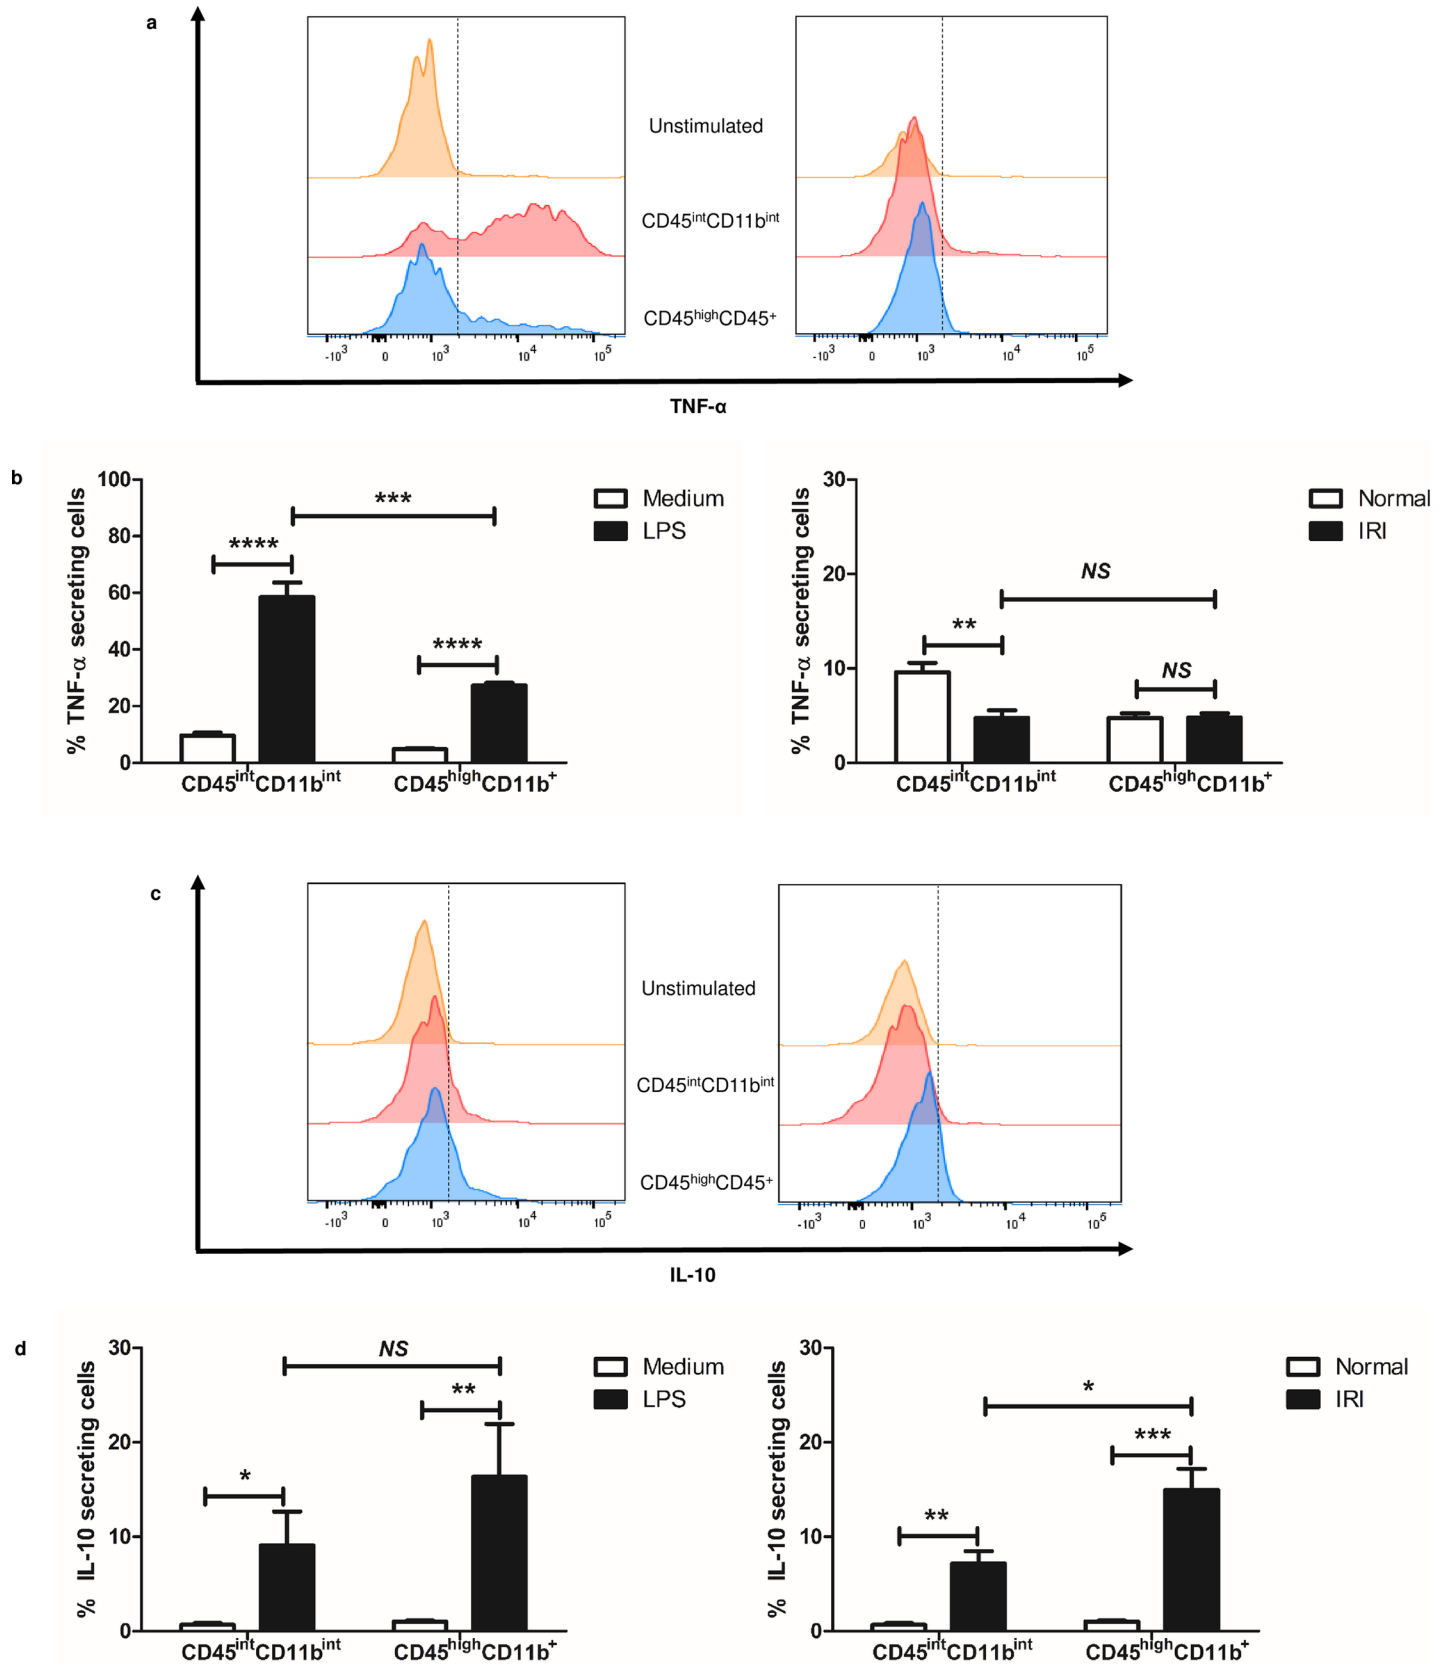 a
Unstimulated
CD45intCD11bint
CD45highCD45+
-103 0 103 104 105
-103 0 103 104 105
TNF-α
b
% TNF-α secreting cells
100
80
60
40
20
0
****
***
****
Medium
LPS
CD45intCD11bint
CD45highCD11b+
% TNF-α secreting cells
30
20
10
0
**
NS
NS
Normal
IRI
CD45intCD11bint
CD45highCD11b+
c
Unstimulated
CD45intCD11bint
CD45highCD45+
-103 0 103 104 105
-103 0 103 104 105
IL-10
d
% IL-10 secreting cells
30
20
10
0
*
NS
**
Medium
LPS
CD45intCD11bint
CD45highCD11b+
% IL-10 secreting cells
30
20
10
0
**
*
***
Normal
IRI
CD45intCD11bint
CD45highCD11b+